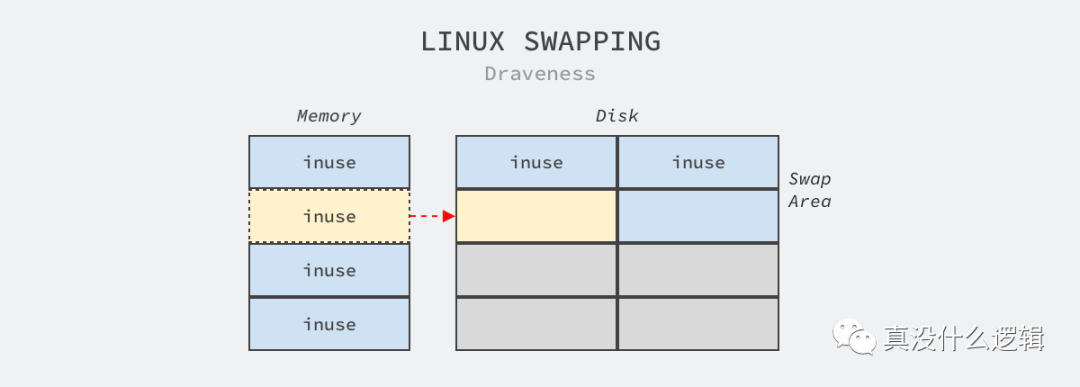 LINUX SWAPPING
Draveness
Memory
Disk
inuse
inuse
inuse
Swap
Area
inuse
inuse
inuse
真没什么逻辑